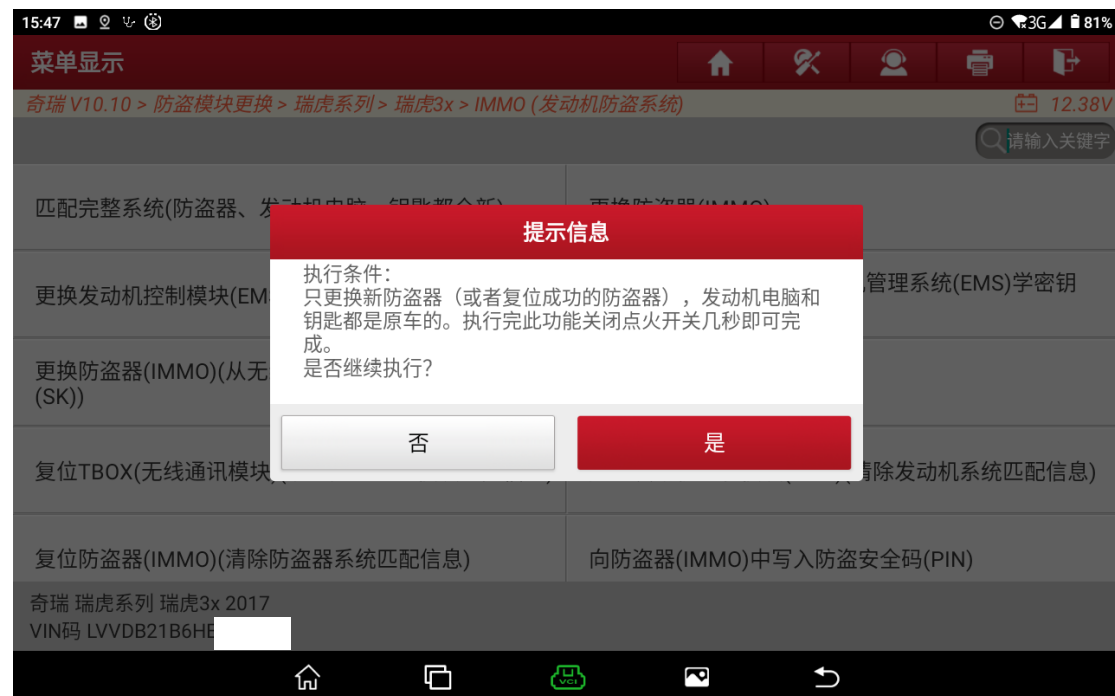 15:47
3G 81%
菜单显示
奇瑞 V10.10 > 防盗模块更换 > 瑞虎系列 > 瑞虎3x > IMMO (发动机防盗系统)
12.38V
请输入关键字
匹配完整系统(防盗器、发
提示信息
执行条件：
只更换新防盗器（或者复位成功的防盗器），发动机电脑和
钥匙都是原车的。执行完此功能关闭点火开关几秒即可完
成。
是否继续执行？
否
是
更换发动机控制模块(EM
管理系统(EMS)学密钥
更换防盗器(IMMO)(从无
(SK))
复位TBOX(无线通讯模块
清除发动机系统匹配信息)
复位防盗器(IMMO)(清除防盗器系统匹配信息)
向防盗器(IMMO)中写入防盗安全码(PIN)
奇瑞 瑞虎系列 瑞虎3x 2017
VIN码 LVVDB21B6H
VCI